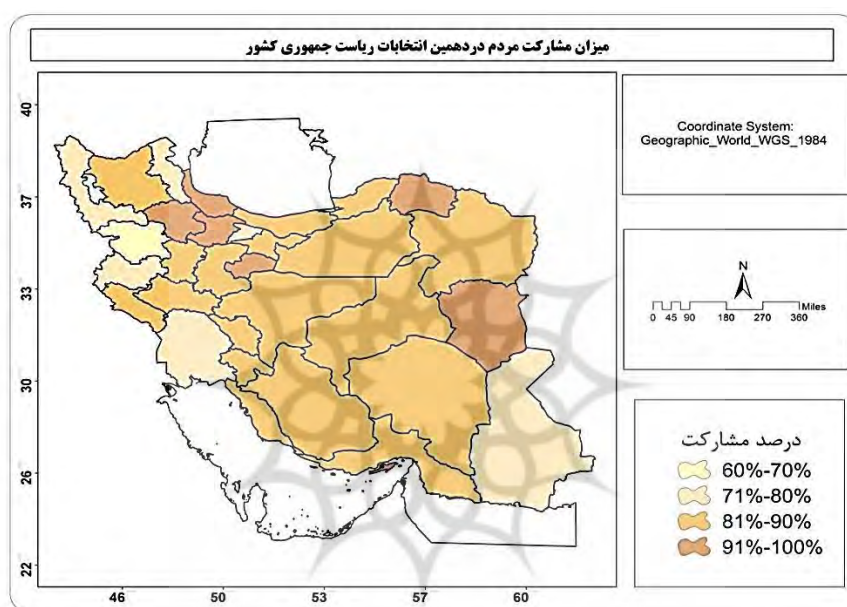 میزان مشارکت مردم دردهمین انتخابات ریاست جمهوری کشور
Coordinate System:
Geographic_World_WGS_1984
N
0 45 90 180 270 360 Miles
درصد مشارکت
60%-70%
71%-80%
81%-90%
91%-100%
40
37
33
30
26
22
46 50 53 57 60